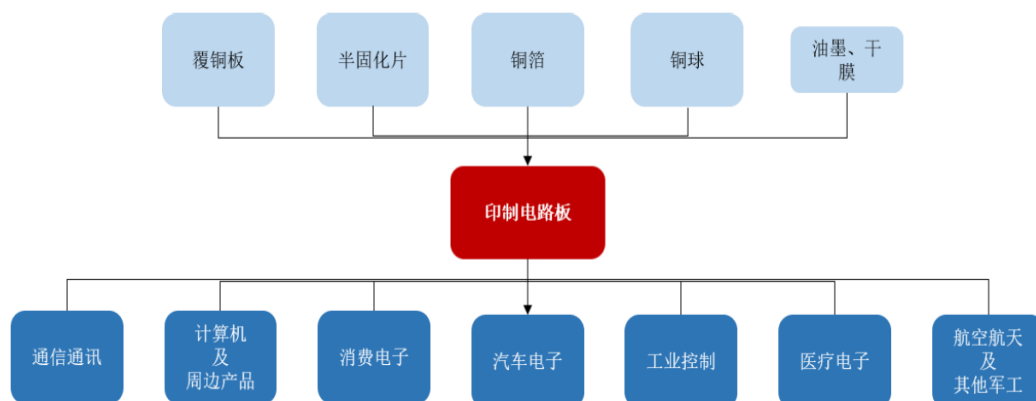 覆铜板
半固化片
铜箔
铜球
油墨、干
膜
印制电路板
通信通讯
计算机
及
周边产品
消费电子
汽车电子
工业控制
医疗电子
航空航天
及
其他军工